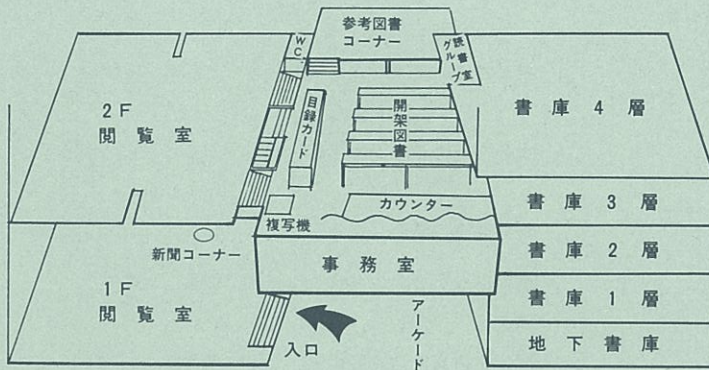 参考図書
コーナー
WC
読書
グループ室
2F
閲覧室
目録カード
開架図書
書庫4層
カウンター
書庫3層
複写機
新聞コーナー
事務室
書庫2層
1F
閲覧室
書庫1層
入口
アーケード
地下書庫